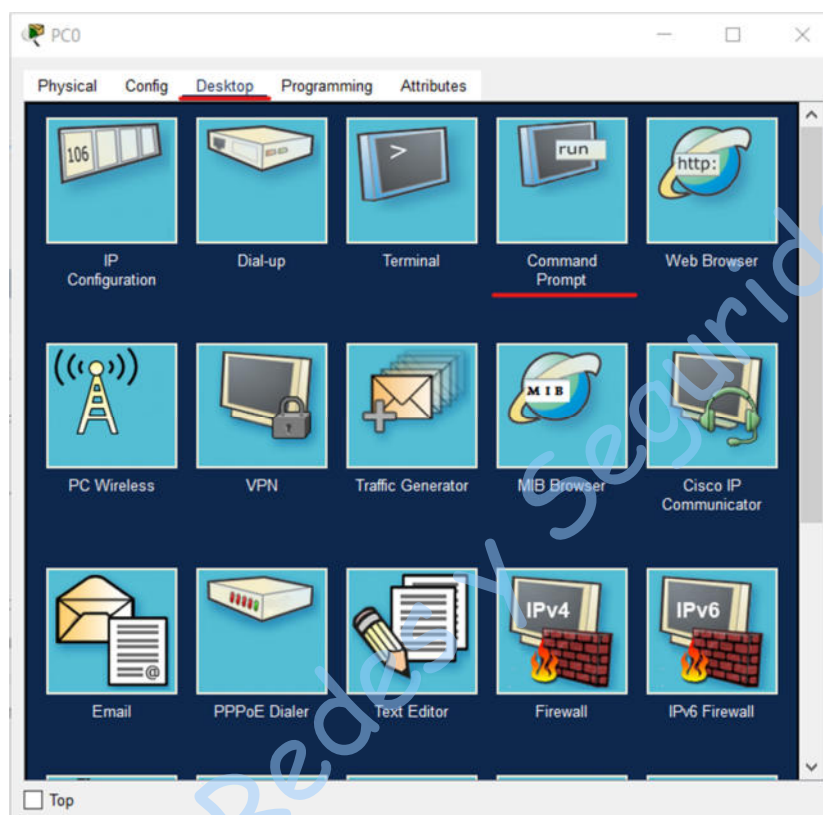 PC0
Physical Config Desktop Programming Attributes
106
>
run
http:
IP
Configuration
Dial-up
Terminal
Command
Prompt
Web Browser
MIB
PC Wireless
VPN
Traffic Generator
MIB Browser
Cisco IP
Communicator
@
IPv4
IPv6
Email
PPPoE Dialer
Text Editor
Firewall
IPv6 Firewall
Top
Redes Y Segurid